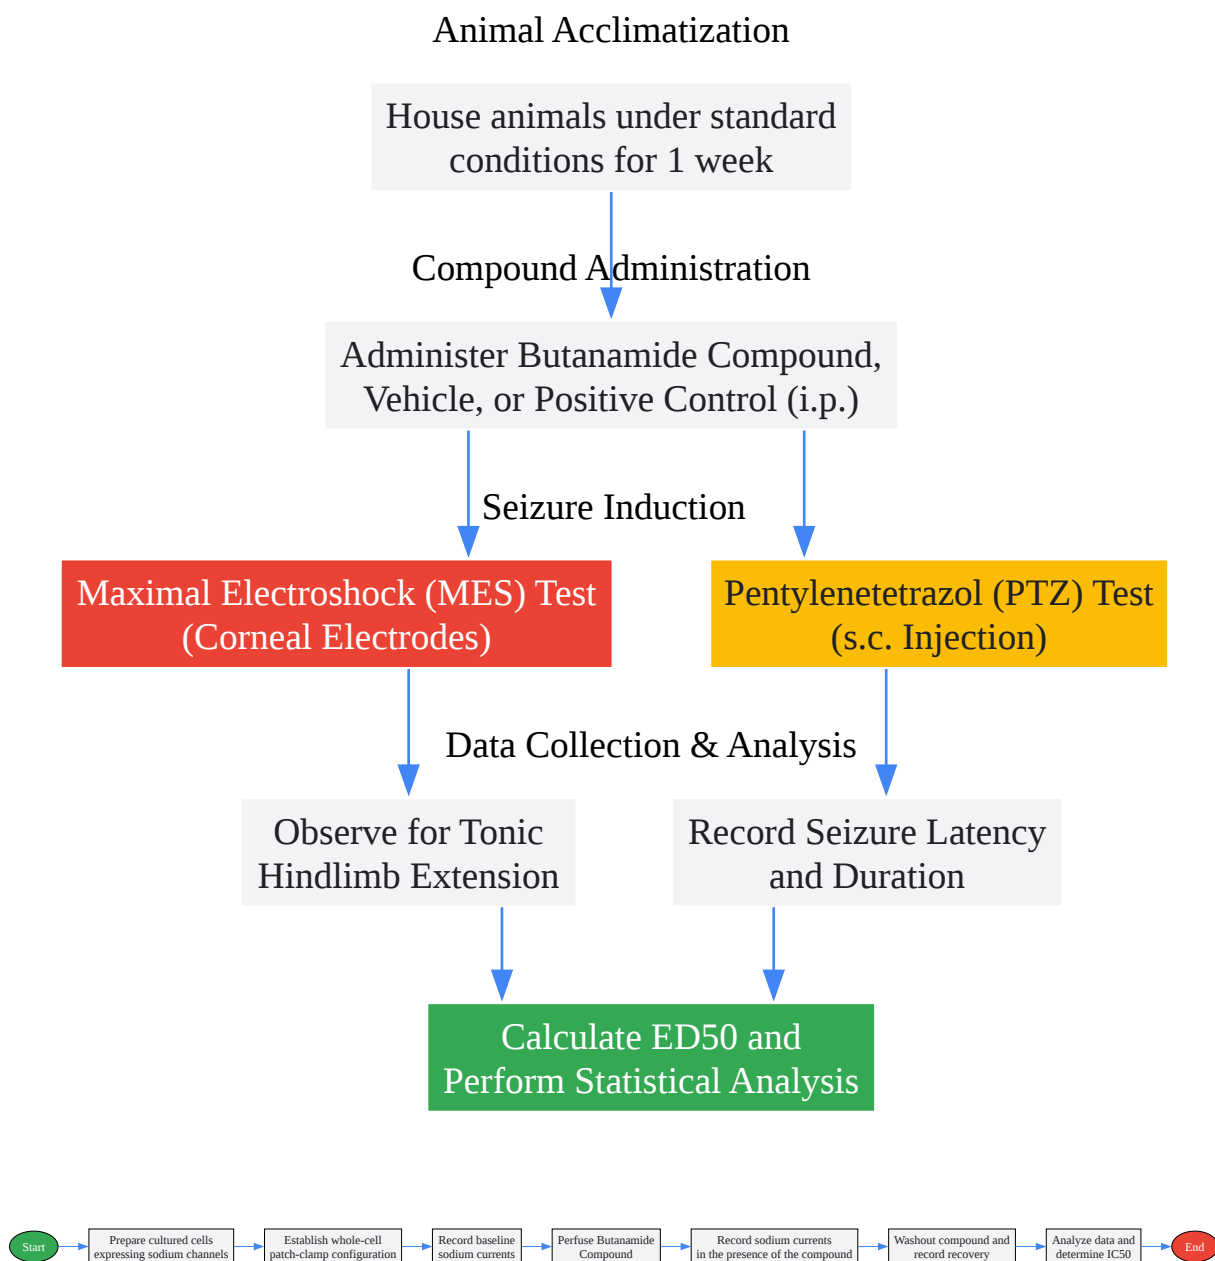 Animal Acclimatization
House animals under standard
conditions for 1 week
Compound Administration
Administer Butanamide Compound,
Vehicle, or Positive Control (i.p.)
Seizure Induction
Maximal Electroshock (MES) Test
(Corneal Electrodes)
Pentylenetetrazol (PTZ) Test
(s.c. Injection)
Data Collection & Analysis
Observe for Tonic
Hindlimb Extension
Record Seizure Latency
and Duration
Calculate ED50 and
Perform Statistical Analysis
Start
Prepare cultured cells
expressing sodium channels
Establish whole-cell
patch-clamp configuration
Record baseline
sodium currents
Perfuse Butanamide
Compound
Record sodium currents
in the presence of the compound
Washout compound and
record recovery
Analyze data and
determine IC50
End